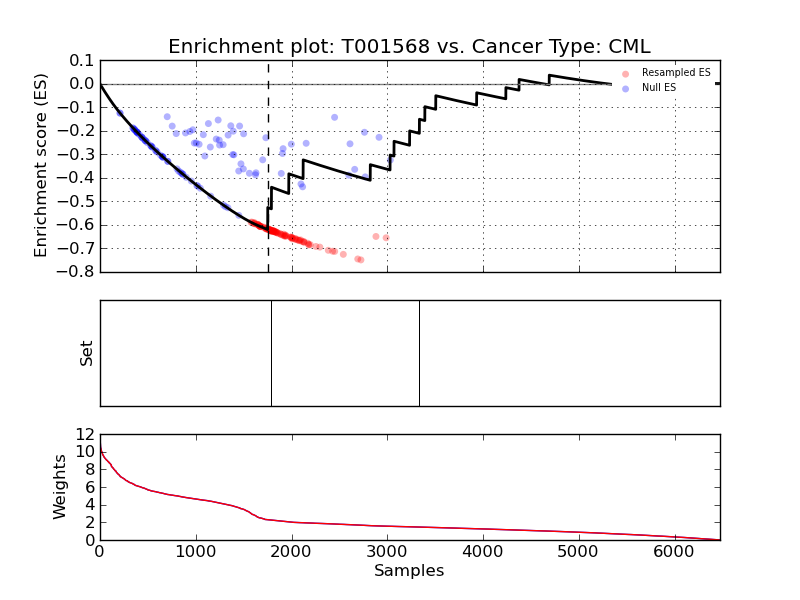 Enrichment plot: T001568 vs. Cancer Type: CML
Enrichment score (ES)
0.1
0.0
−0.1
−0.2
−0.3
−0.4
−0.5
−0.6
−0.7
−0.8
Resampled ES
Null ES
Set
Weights
12
10
8
6
4
2
0
0 1000 2000 3000 4000 5000 6000
Samples